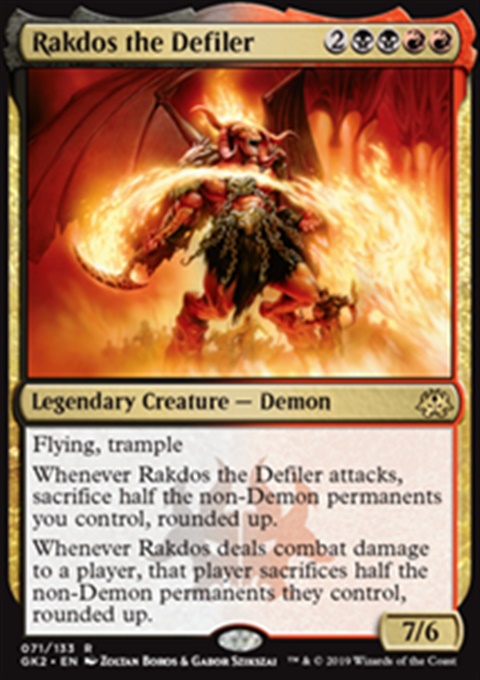 Rakdos the Defiler 2
Legendary Creature — Demon
Flying, trample
Whenever Rakdos the Defiler attacks,
sacrifice half the non-Demon permanents
you control, rounded up.
Whenever Rakdos deals combat damage
to a player, that player sacrifices half the
non-Demon permanents they control,
rounded up.
7/6
071/133 R
GK2 • EN Zoltan Boros & Gabor Szikszai ™ & © 2019 Wizards of the Coast